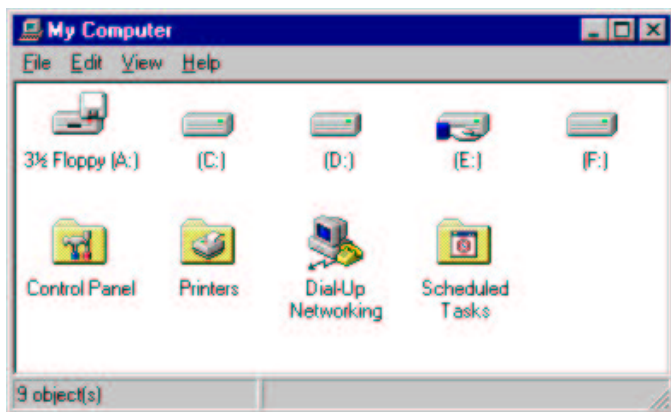 My Computer
File Edit View Help
3½ Floppy (A:) (C:) (D:) (E:) (F:)
Control Panel Printers Dial-Up Networking Scheduled Tasks
9 object(s)